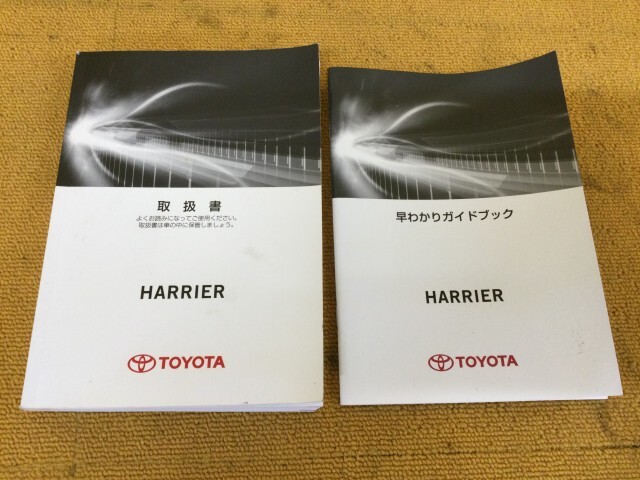 取扱書
よくお読みになってご使用ください。
取扱書は車の中に保管しましょう。
HARRIER
TOYOTA
早わかりガイドブック
HARRIER
TOYOTA